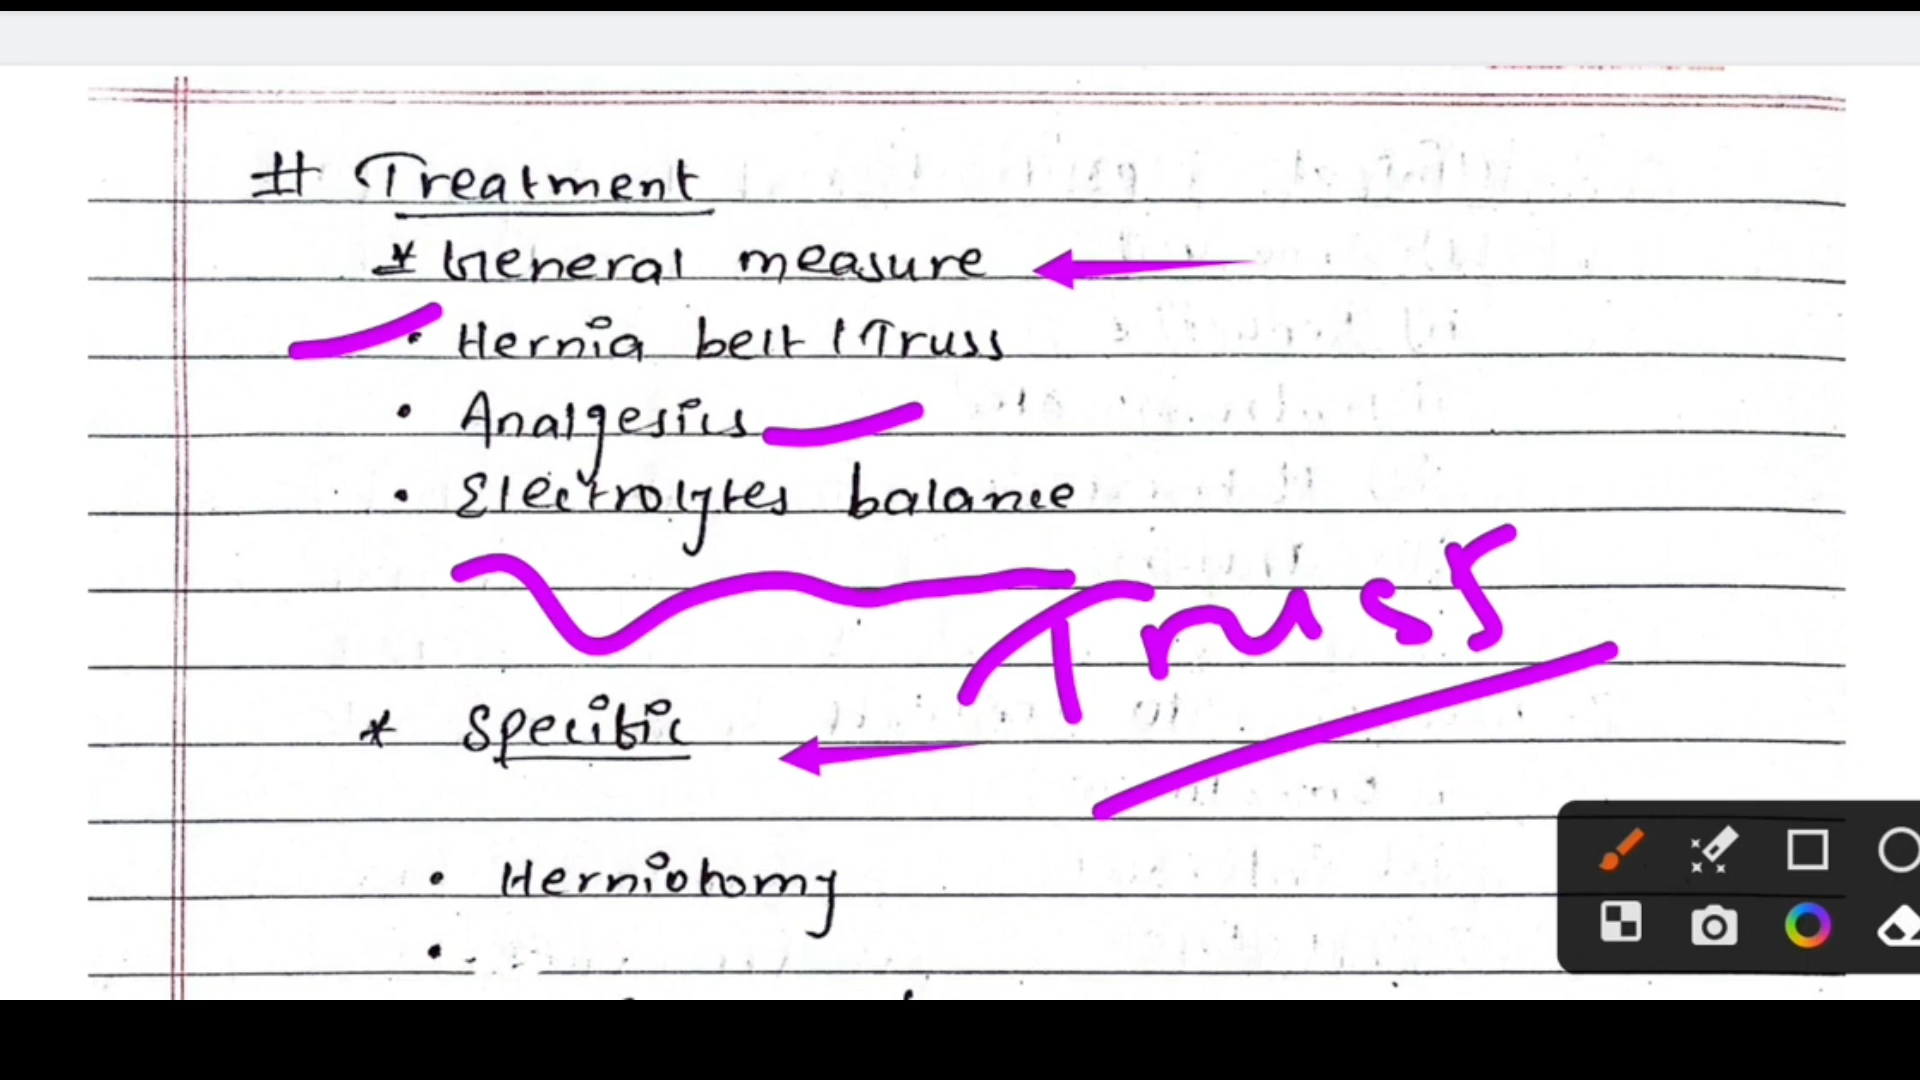 # Treatment
* General measure
• Hernia belt / Truss
• Analgesics
• Electrolytes balance
Truss
* Specific
• Herniotomy
•